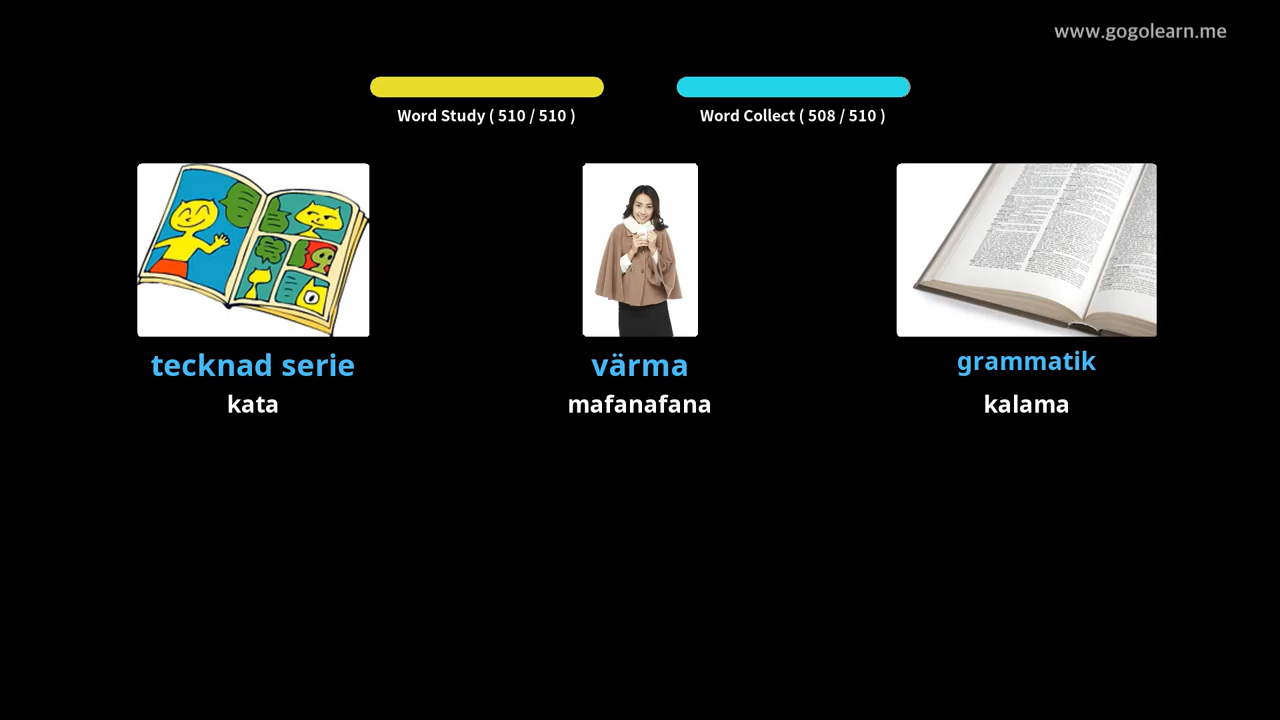 www.gogolearn.me
Word Study ( 510 / 510 )
Word Collect ( 508 / 510 )
tecknad serie
värma
grammatik
kata
mafanafana
kalama